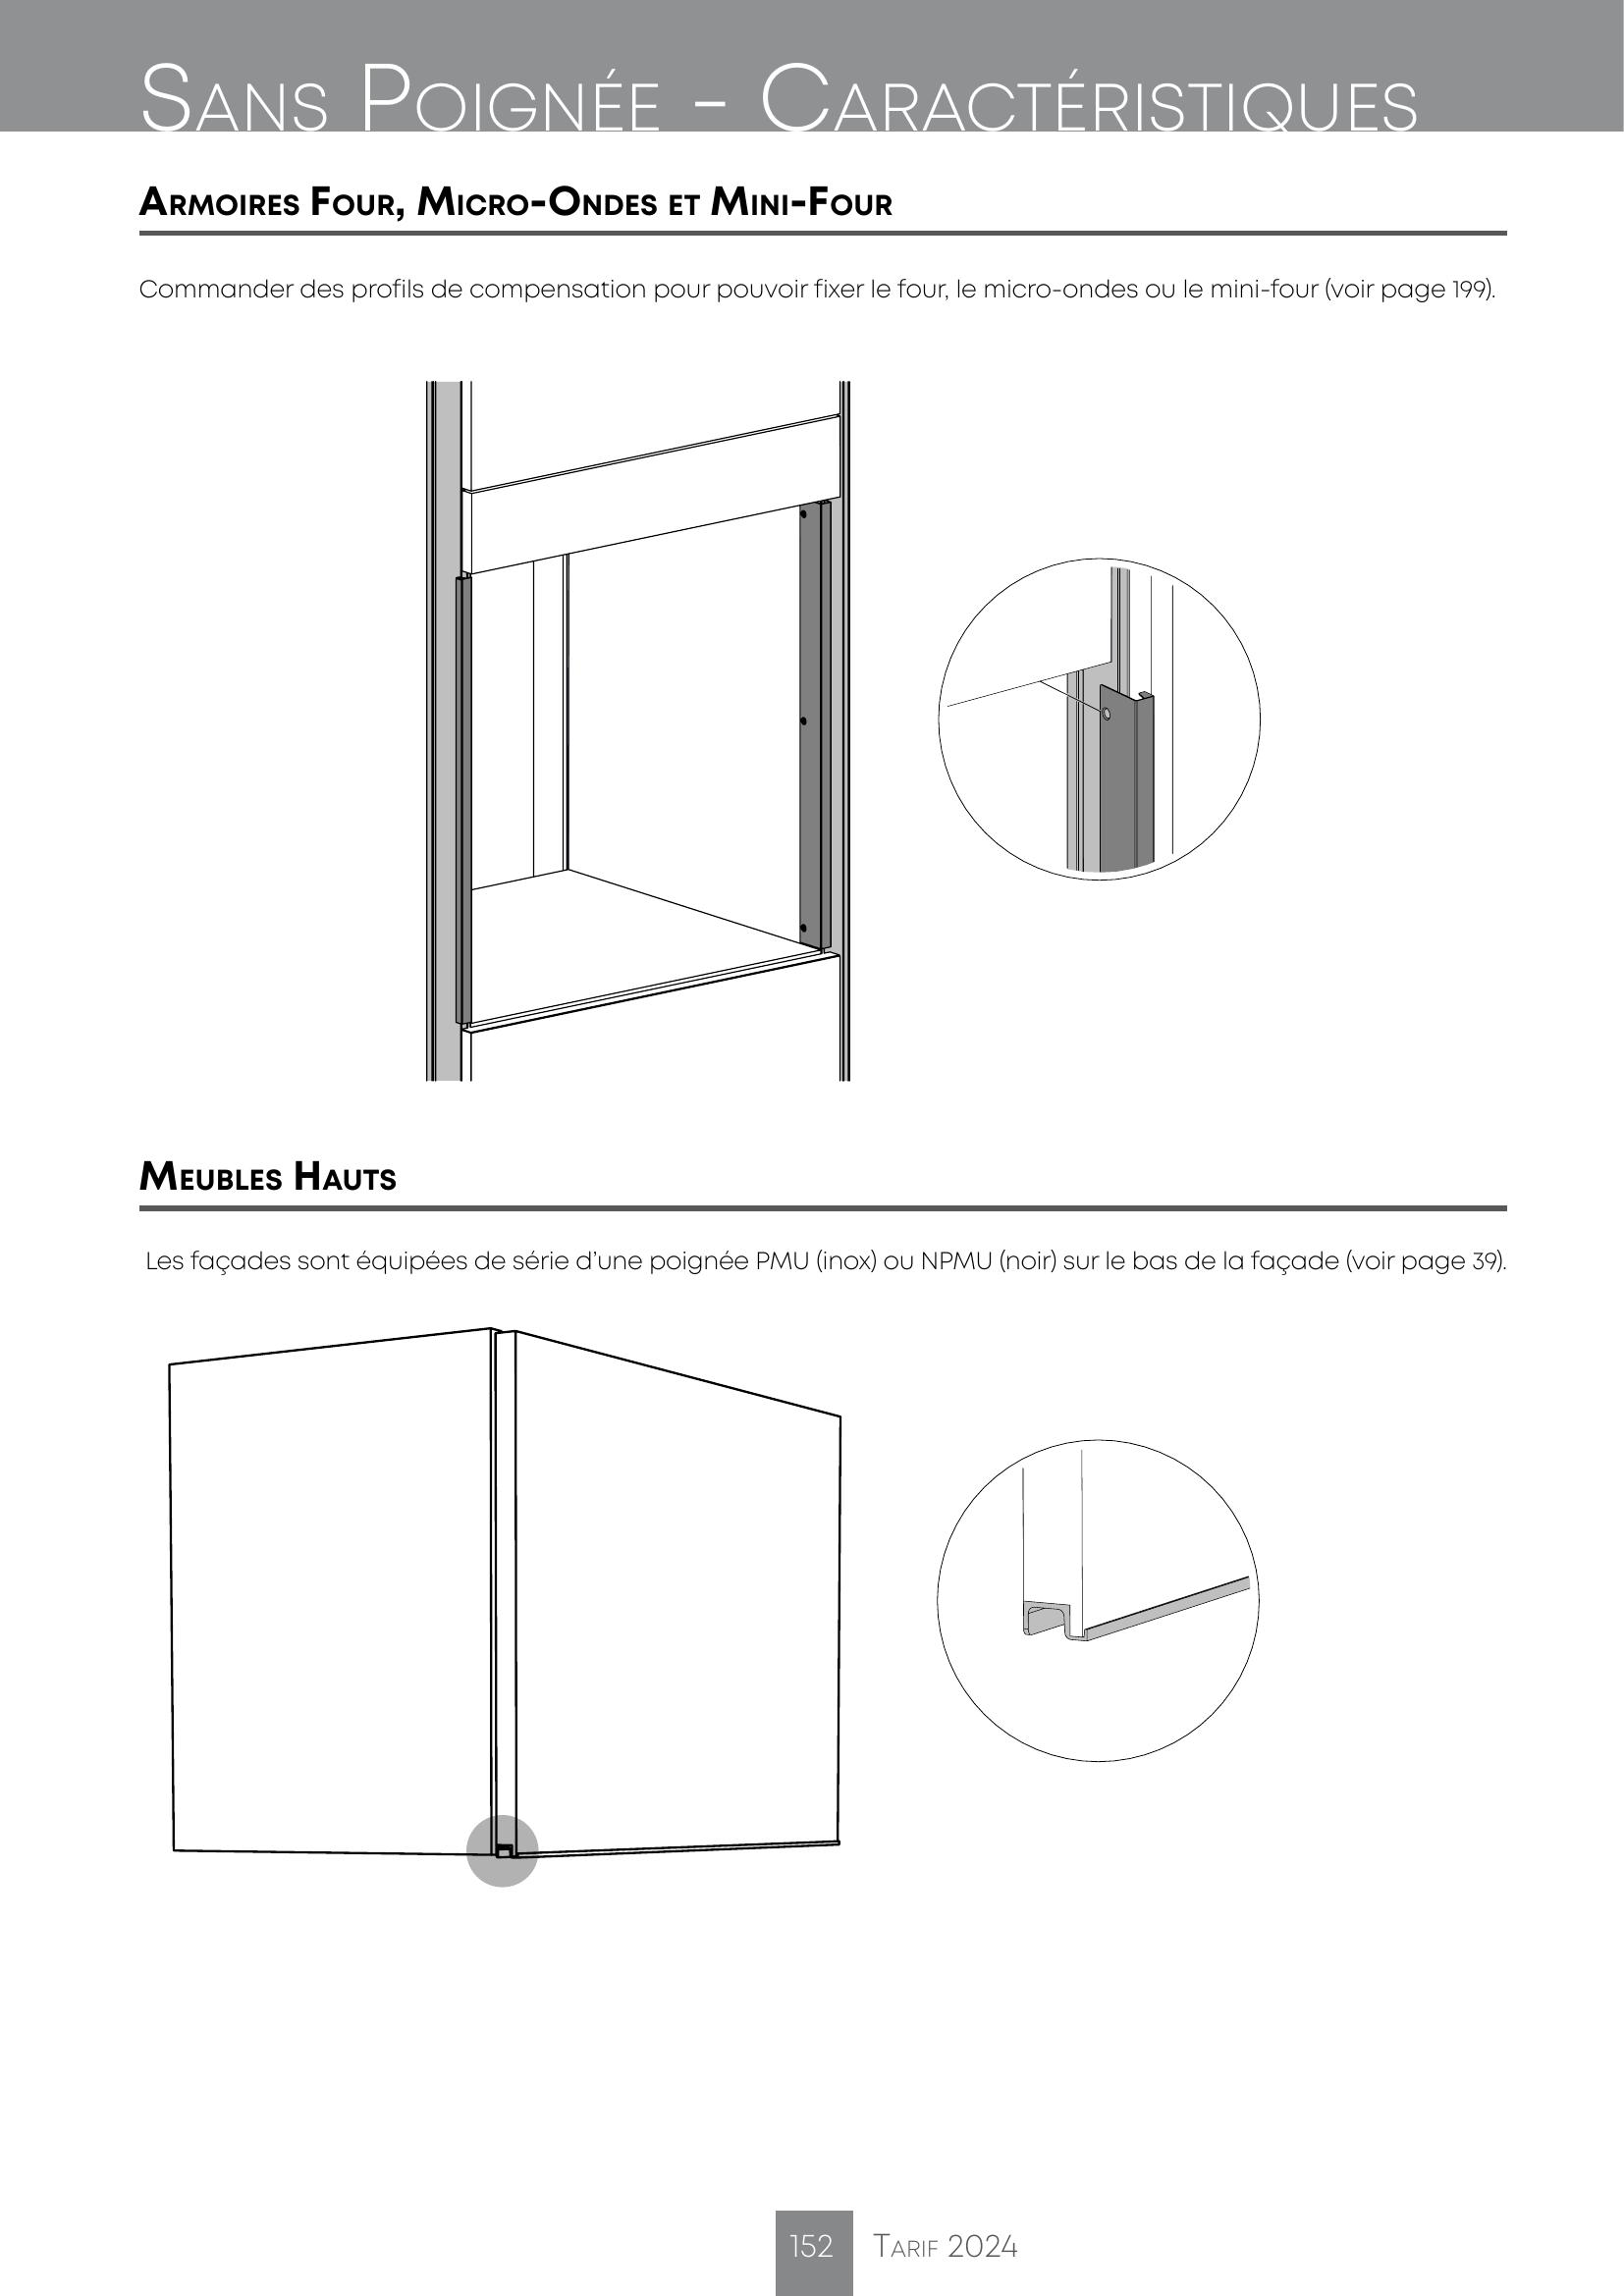 Sans Poignée - Caractéristiques
Armoires Four, Micro-Ondes et Mini-Four
Commander des profils de compensation pour pouvoir fixer le four, le micro-ondes ou le mini-four (voir page 199).
Meubles Hauts
Les façades sont équipées de série d’une poignée PMU (inox) ou NPMU (noir) sur le bas de la façade (voir page 39).
152 Tarif 2024